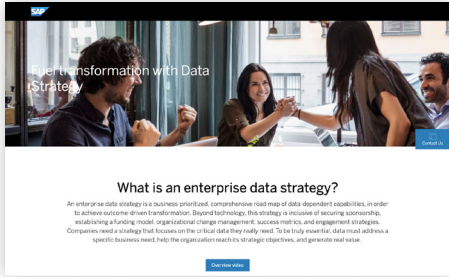 SAP
Fuel transformation with Data
Strategy
Contact Us
What is an enterprise data strategy?
An enterprise data strategy is a business-prioritized, comprehensive road map of data-dependent capabilities, in order
to achieve outcome-driven transformation. Beyond technology, this strategy is inclusive of securing sponsorship,
establishing a funding model, organizational change management, success metrics, and engagement strategies.
Companies need a strategy that focuses on the critical data they really need. To be truly essential, data must address a
specific business need, help the organization reach its strategic objectives, and generate real value.
Overview video